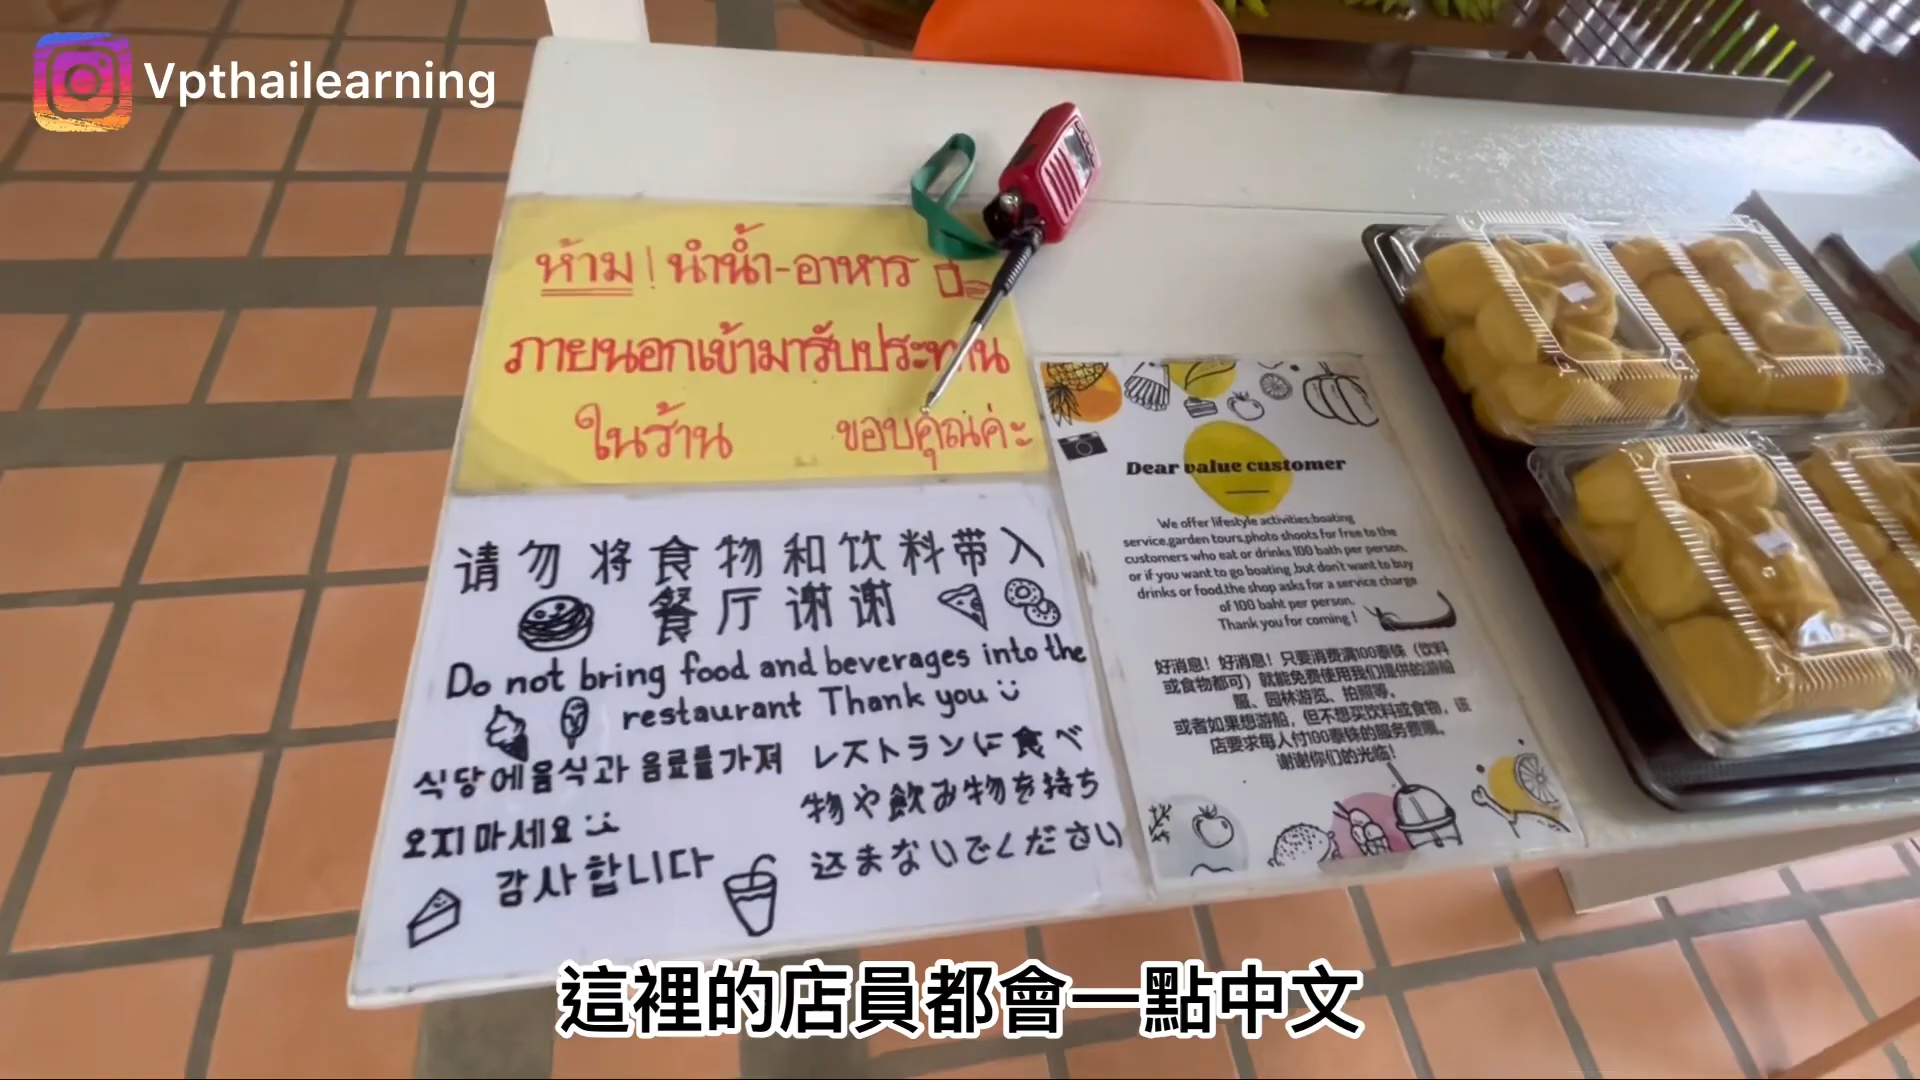 Vpthailearning
ห้าม! นำน้ำ-อาหาร
ภายนอกเข้ามารับประทาน
ในร้าน ขอบคุณค่ะ
请勿将食物和饮料带入
餐厅谢谢
Do not bring food and beverages into the
restaurant Thank you
식당에음식과 음료를가져
오지마세요
감사합니다
レストランに食べ
物や飲み物を持ち
込まないでください
Dear value customer
We offer lifestyle activities:boating
service,garden tours,photo shoots for free to the
customers who eat or drinks 100 bath per person,
or if you want to go boating ,but don't want to buy
drinks or food,the shop asks for a service charge
of 100 baht per person.
Thank you for coming !
好消息！好消息！只要消费满100泰铢（饮料
或食物都可）就能免费使用我们提供的游船
服、园林游览、拍照等。
或者如果想游船，但不想买饮料或食物，该
店要求每人付100泰铢的服务费哦。
谢谢你们的光临！
這裡的店員都會一點中文